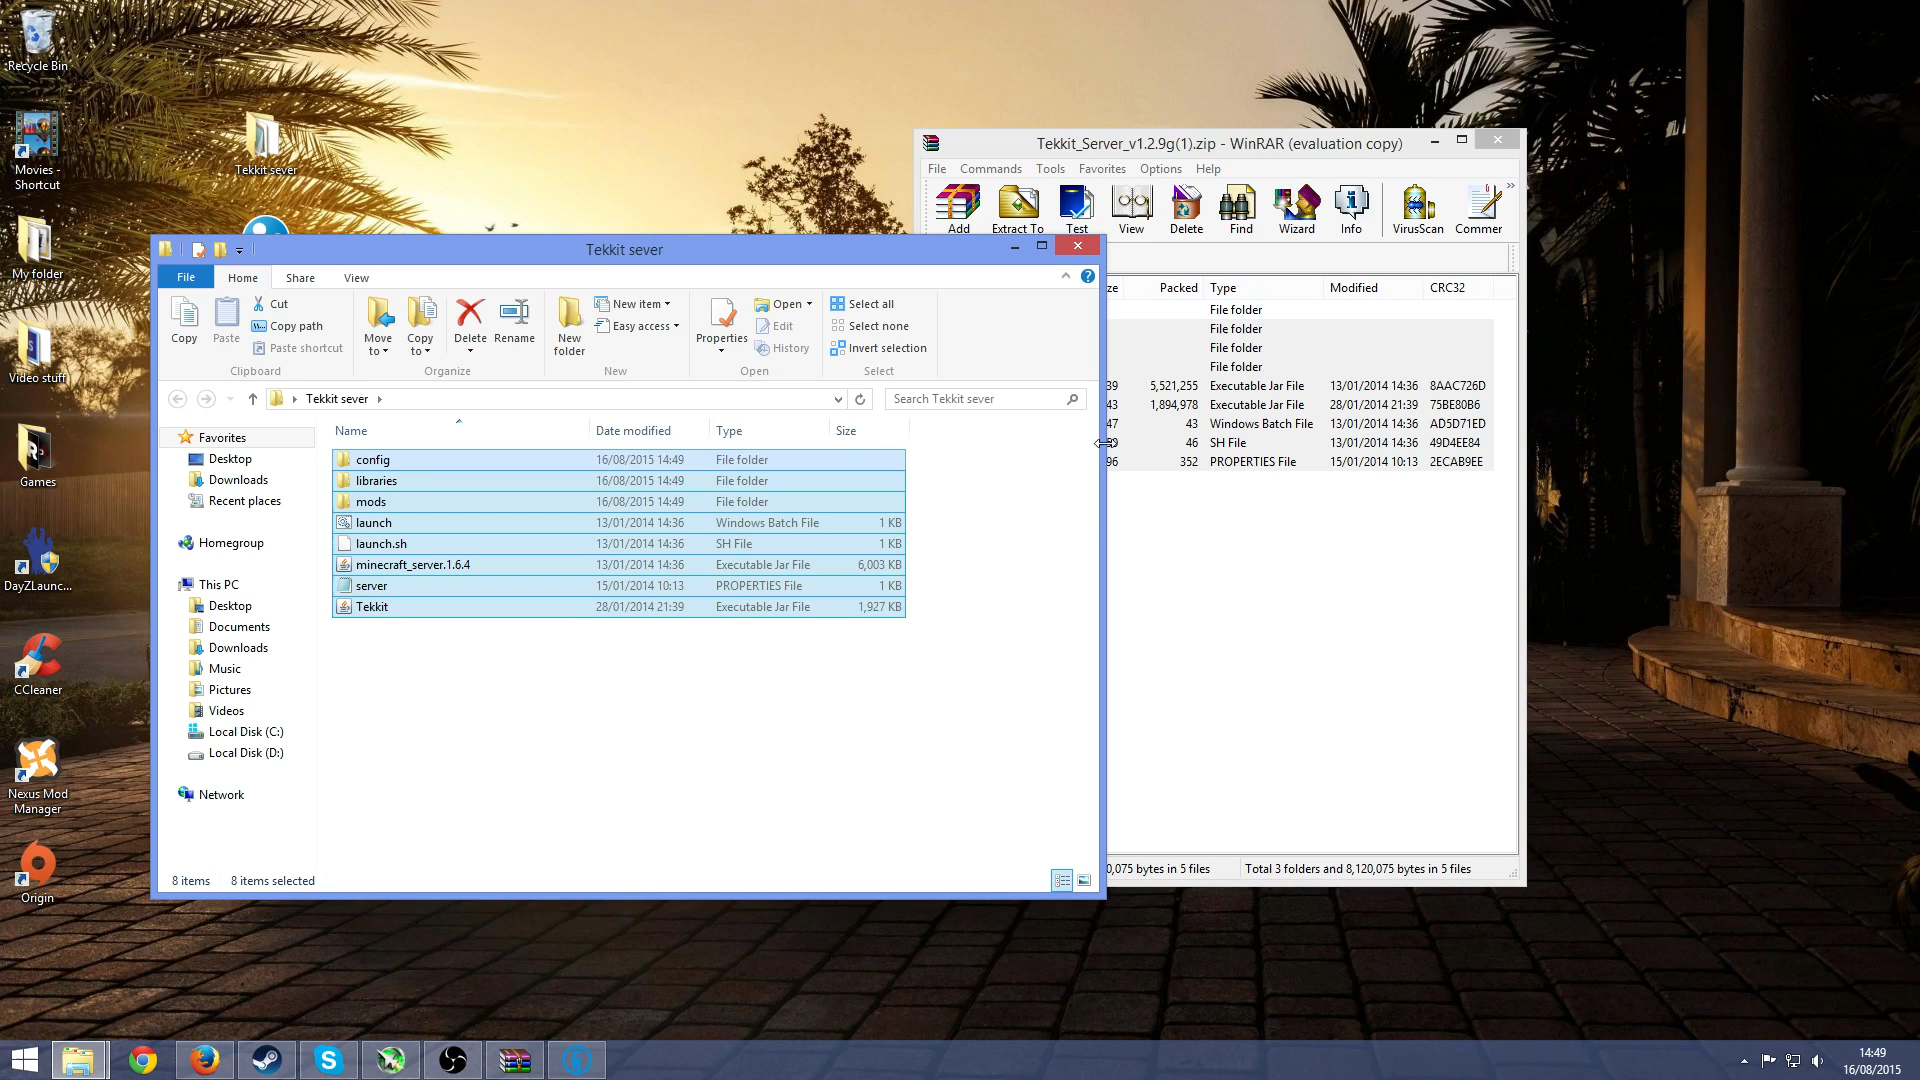 Recycle Bin
Movies -
Shortcut
My folder
Video stuff
Games
DayZLaunc...
CCleaner
Nexus Mod
Manager
Origin
Tekkit sever
Tekkit_Server_v1.2.9g(1).zip - WinRAR (evaluation copy)
File Commands Tools Favorites Options Help
Add Extract To Test View Delete Find Wizard Info VirusScan Commer
Packed Type Modified CRC32
File folder
File folder
File folder
File folder
39 5,521,255 Executable Jar File 13/01/2014 14:36 8AAC726D
43 1,894,978 Executable Jar File 28/01/2014 21:39 75BE80B6
47 43 Windows Batch File 13/01/2014 14:36 AD5D71ED
46 SH File 13/01/2014 14:36 49D4EE84
96 352 PROPERTIES File 15/01/2014 10:13 2ECAB9EE
0,075 bytes in 5 files Total 3 folders and 8,120,075 bytes in 5 files
Tekkit sever
File Home Share View
Copy Paste Cut
Copy path
Paste shortcut
Clipboard
Move to Copy to Delete Rename
Organize
New folder New item
Easy access
New
Properties Open
Edit
History
Open
Select all
Select none
Invert selection
Select
Tekkit sever
Search Tekkit sever
Name Date modified Type Size
config 16/08/2015 14:49 File folder
libraries 16/08/2015 14:49 File folder
mods 16/08/2015 14:49 File folder
launch 13/01/2014 14:36 Windows Batch File 1 KB
launch.sh 13/01/2014 14:36 SH File 1 KB
minecraft_server.1.6.4 13/01/2014 14:36 Executable Jar File 6,003 KB
server 15/01/2014 10:13 PROPERTIES File 1 KB
Tekkit 28/01/2014 21:39 Executable Jar File 1,927 KB
Favorites
Desktop
Downloads
Recent places
Homegroup
This PC
Desktop
Documents
Downloads
Music
Pictures
Videos
Local Disk (C:)
Local Disk (D:)
Network
8 items 8 items selected
14:49
16/08/2015